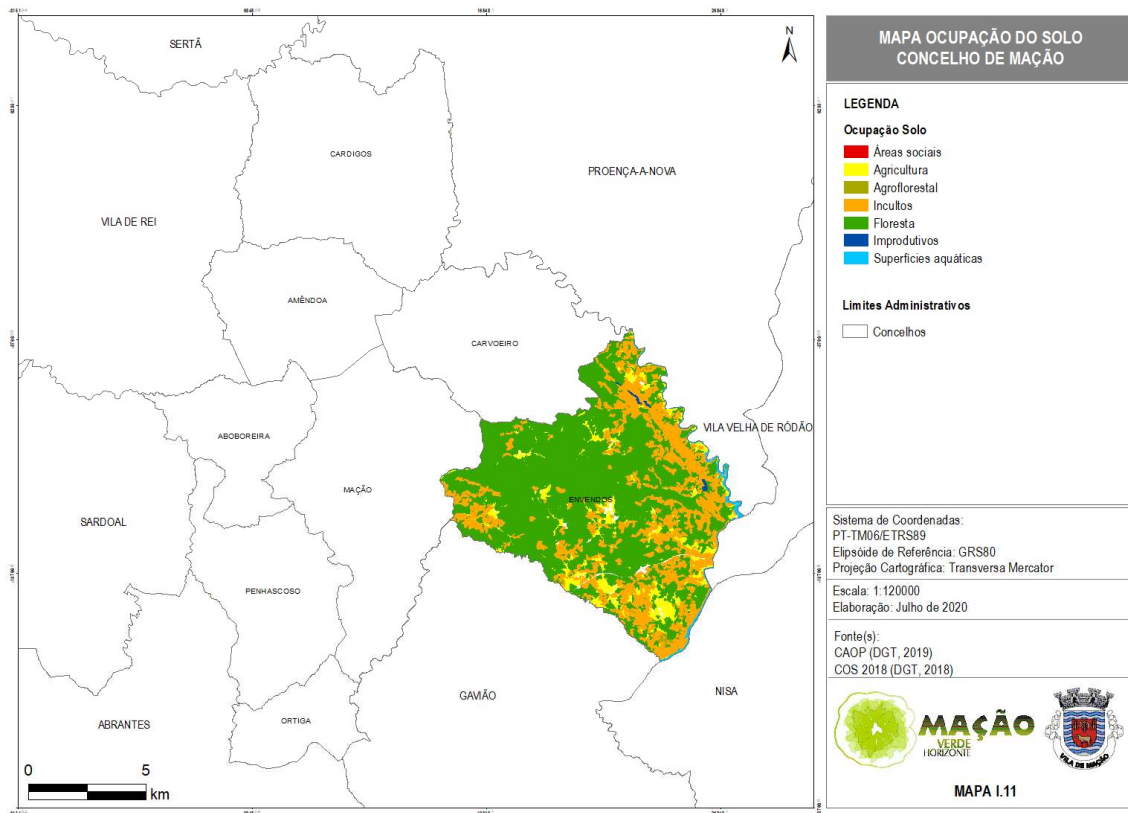 SERTÃ
N
CARDIGOS
PROENÇA-A-NOVA
VILA DE REI
AMÊNDOA
CARVOEIRO
VILA VELHA DE RÓDÃO
ABOBOREIRA
MAÇÃO
ENVENDOS
SARDOAL
PENHASCOSO
GAVIÃO
NISA
ABRANTES
ORTIGA
0 5
km
MAPA OCUPAÇÃO DO SOLO
CONCELHO DE MAÇÃO
LEGENDA
Ocupação Solo
Áreas sociais
Agricultura
Agroflorestal
Incultos
Floresta
Improdutivos
Superfícies aquáticas
Limites Administrativos
Concelhos
Sistema de Coordenadas:
PT-TM06/ETRS89
Elipsóide de Referência: GRS80
Projeção Cartográfica: Transversa Mercator
Escala: 1:120000
Elaboração: Julho de 2020
Fonte(s):
CAOP (DGT, 2019)
COS 2018 (DGT, 2018)
MAÇÃO
VERDE
HORIZONTE
VILA DE MAÇÃO
MAPA I.11